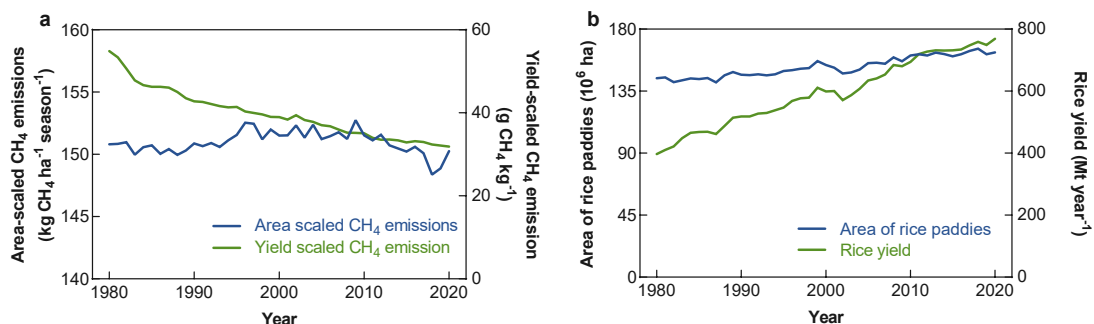 a
160
155
150
145
140
60
40
20
0
Area-scaled CH₄ emissions
(kg CH₄ ha⁻¹ season⁻¹)
Yield-scaled CH₄ emission
(g CH₄ kg⁻¹)
Area scaled CH₄ emissions
Yield scaled CH₄ emission
1980 1990 2000 2010 2020
Year
b
180
135
90
45
0
800
600
400
200
0
Area of rice paddies (10⁶ ha)
Rice yield (Mt year⁻¹)
Area of rice paddies
Rice yield
1980 1990 2000 2010 2020
Year